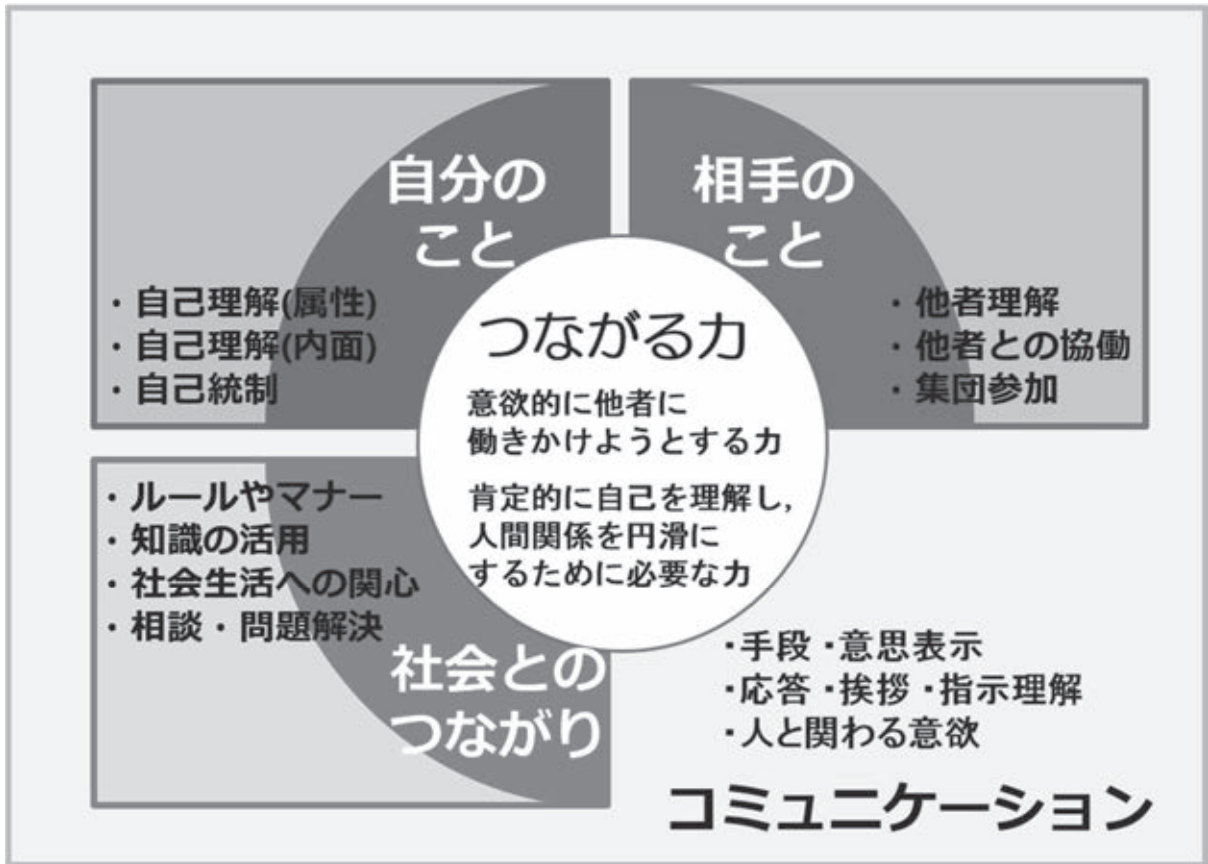 自分の
こと
・自己理解(属性)
・自己理解(内面)
・自己統制
相手の
こと
・他者理解
・他者との協働
・集団参加
つながる力
意欲的に他者に
働きかけようとする力
肯定的に自己を理解し,
人間関係を円滑に
するために必要な力
・ルールやマナー
・知識の活用
・社会生活への関心
・相談・問題解決
社会との
つながり
・手段・意思表示
・応答・挨拶・指示理解
・人と関わる意欲
コミュニケーション